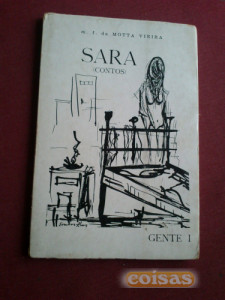 m. f. da MOTTA VIEIRA
SARA
(CONTOS)
GENTE 1
coisas